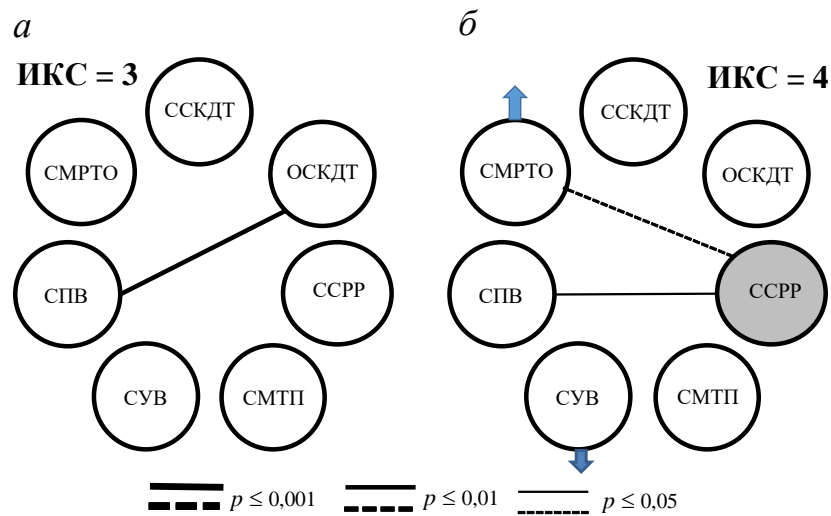 а
ИКС = 3
ССКДТ
СМРТО
ОСКДТ
СПВ
ССРР
СУВ
СМТП
б
ИКС = 4
ССКДТ
СМРТО
ОСКДТ
СПВ
ССРР
СУВ
СМТП
p ≤ 0,001 p ≤ 0,01 p ≤ 0,05